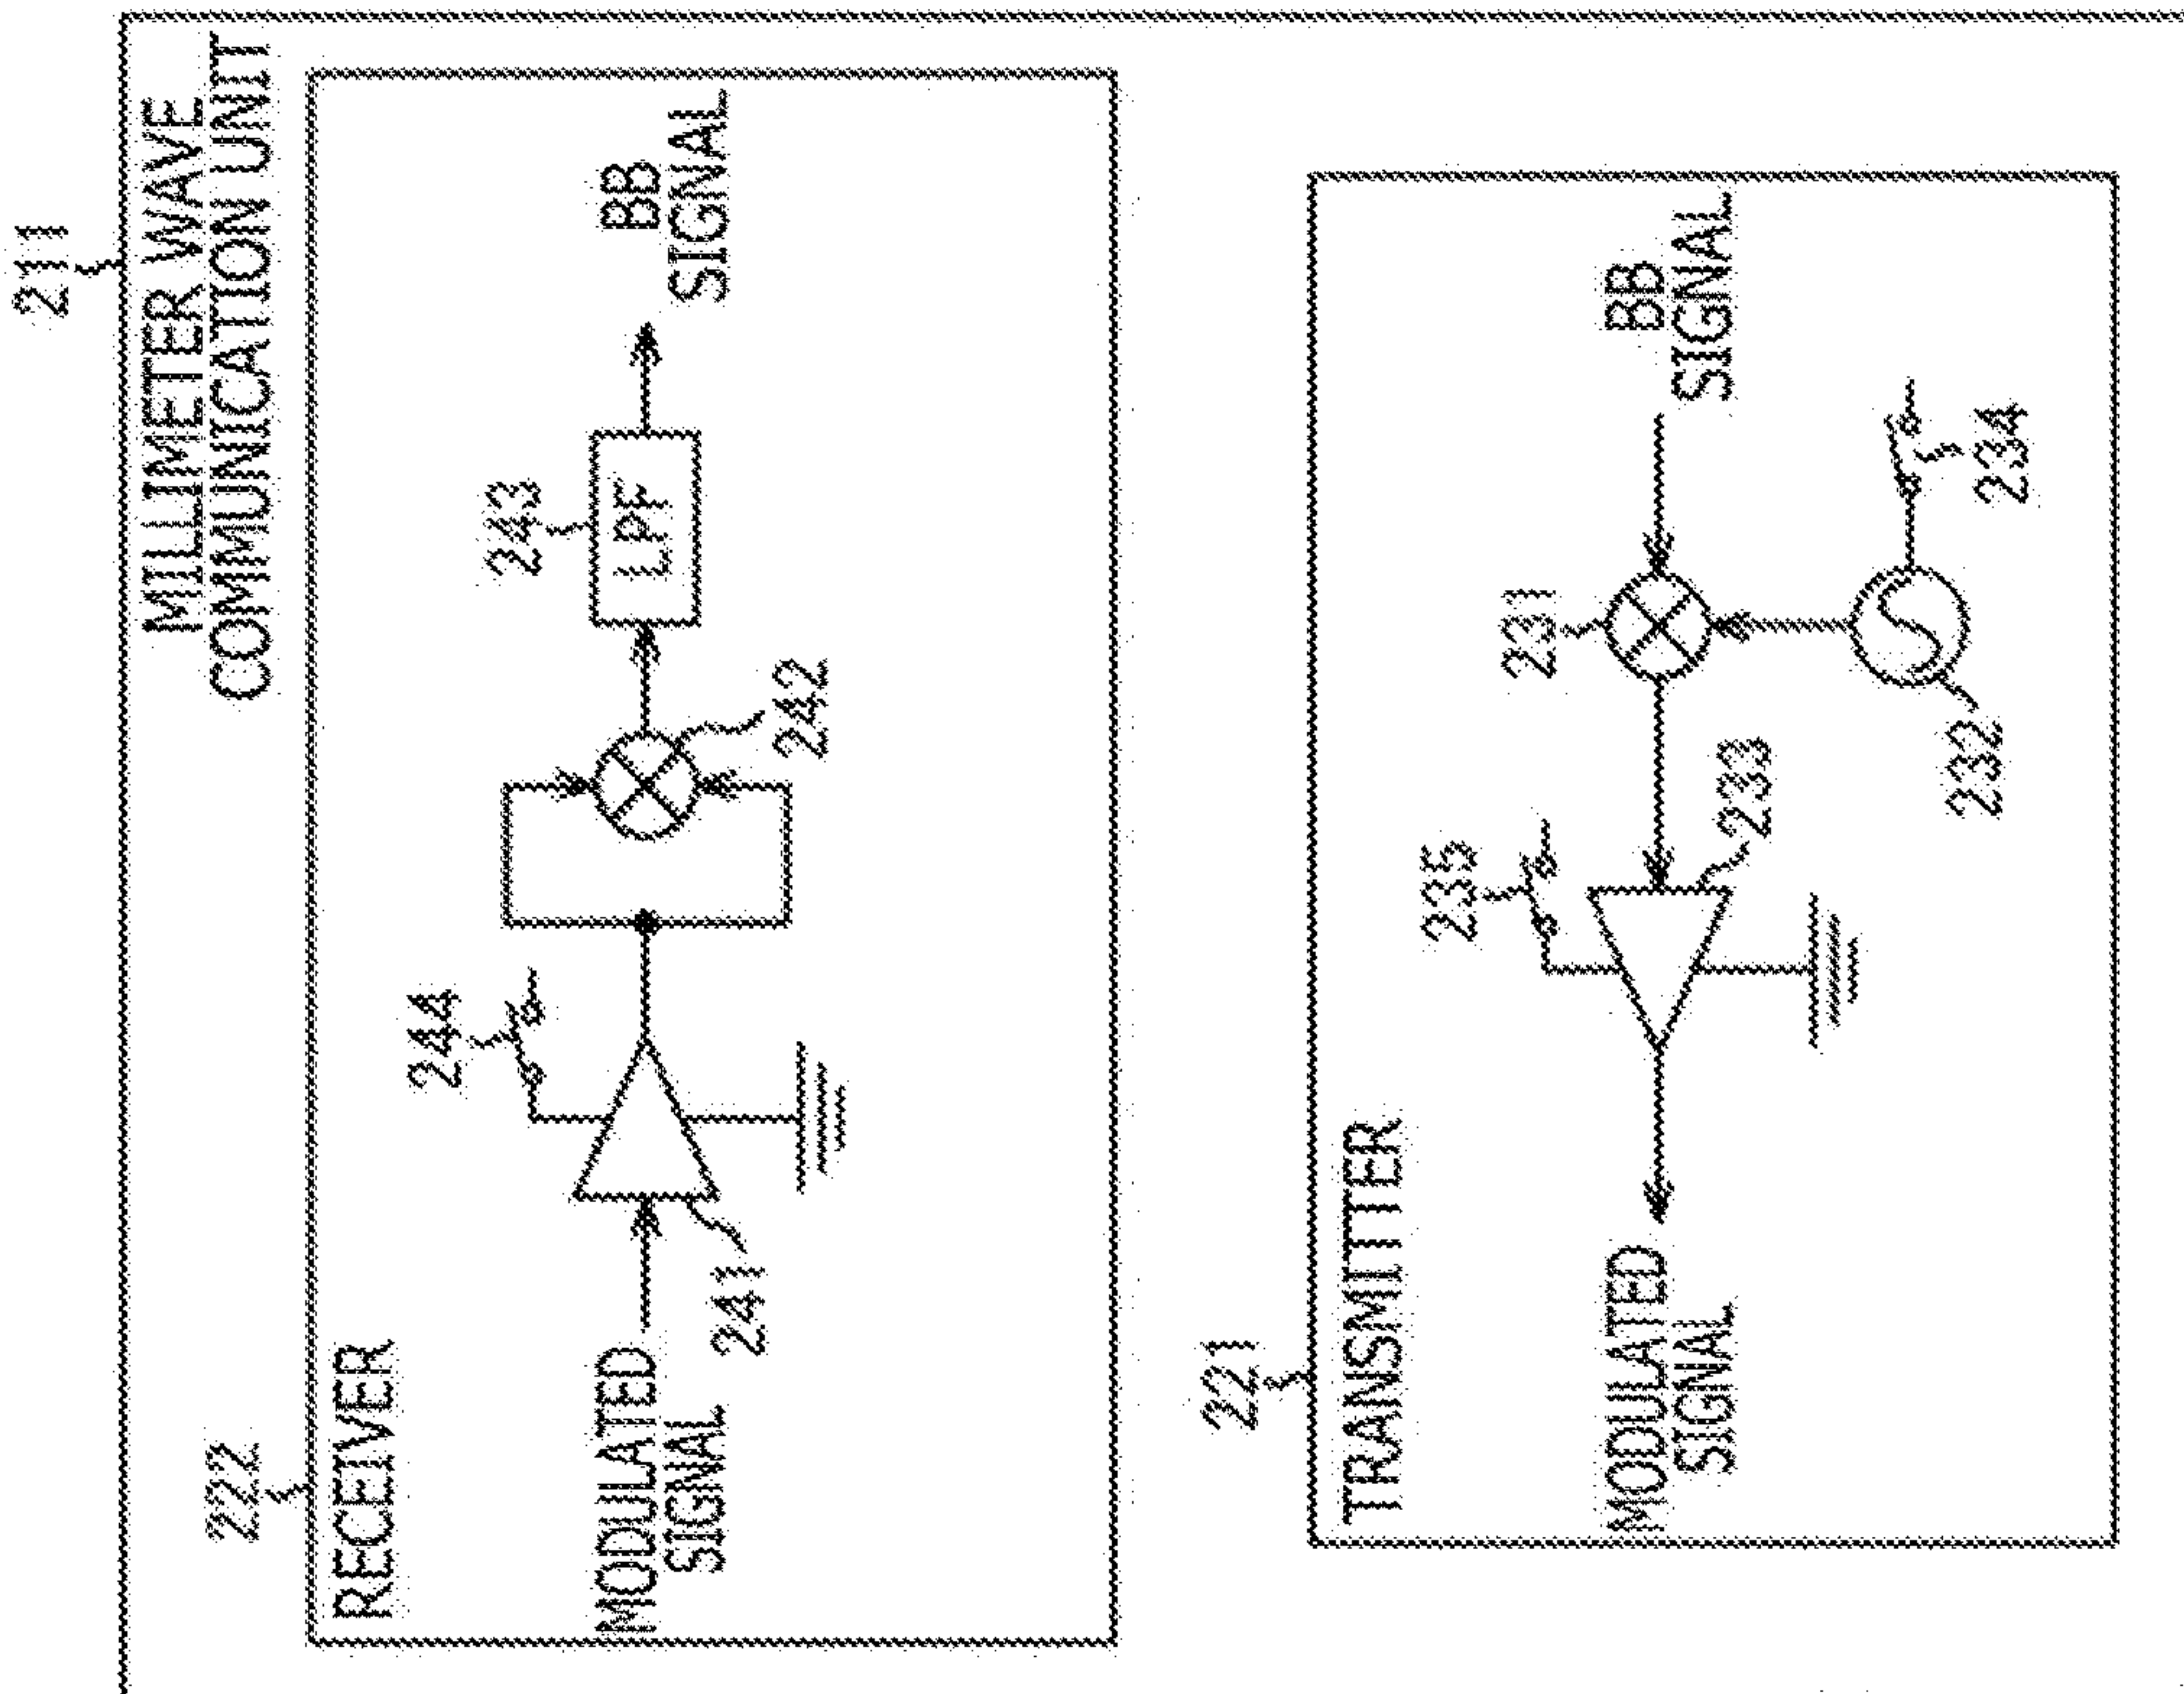 211
MILLIMETER WAVE
COMMUNICATION UNIT
222
RECEIVER
MODULATED
SIGNAL
241
244
242
243
LPF
BB
SIGNAL
221
TRANSMITTER
MODULATED
SIGNAL
235
233
231
232
234
BB
SIGNAL